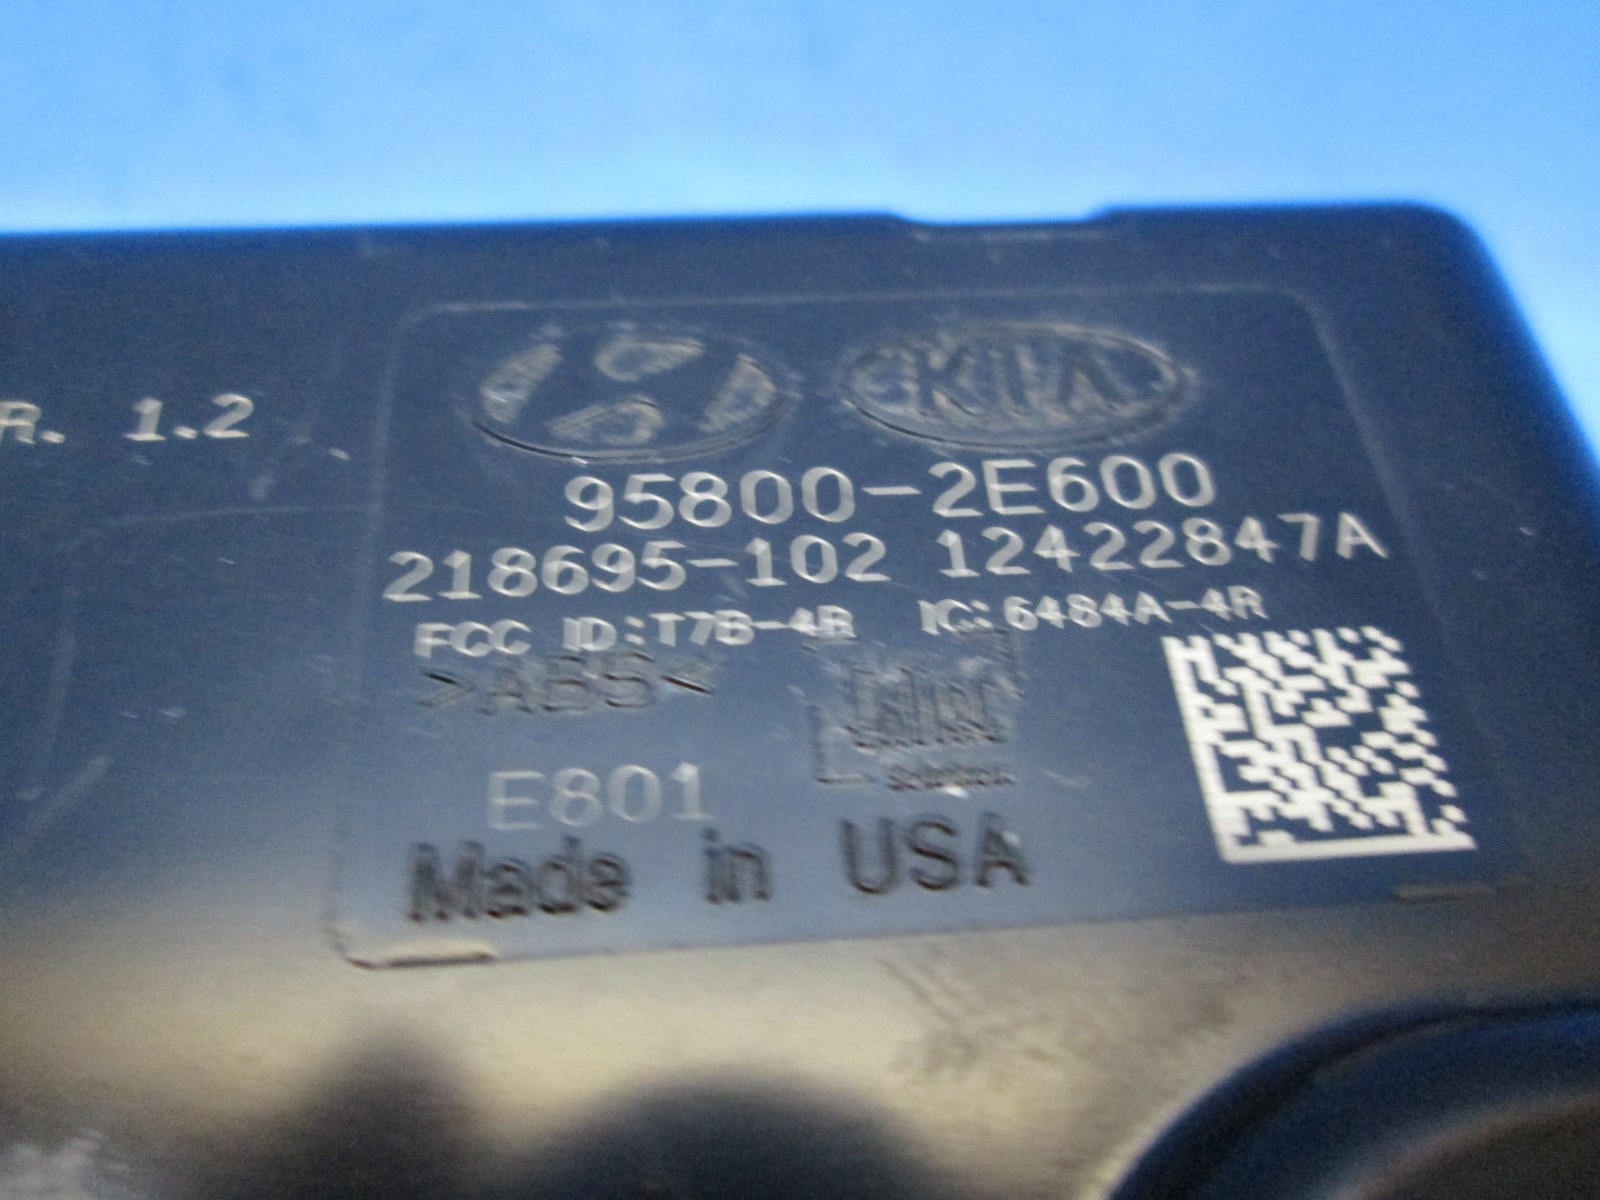 R. 1.2
KIA
95800-2E600
218695-102 12422847A
FCC ID:T7B-4R IC:6484A-4R
>ABS<
E801
Made in USA